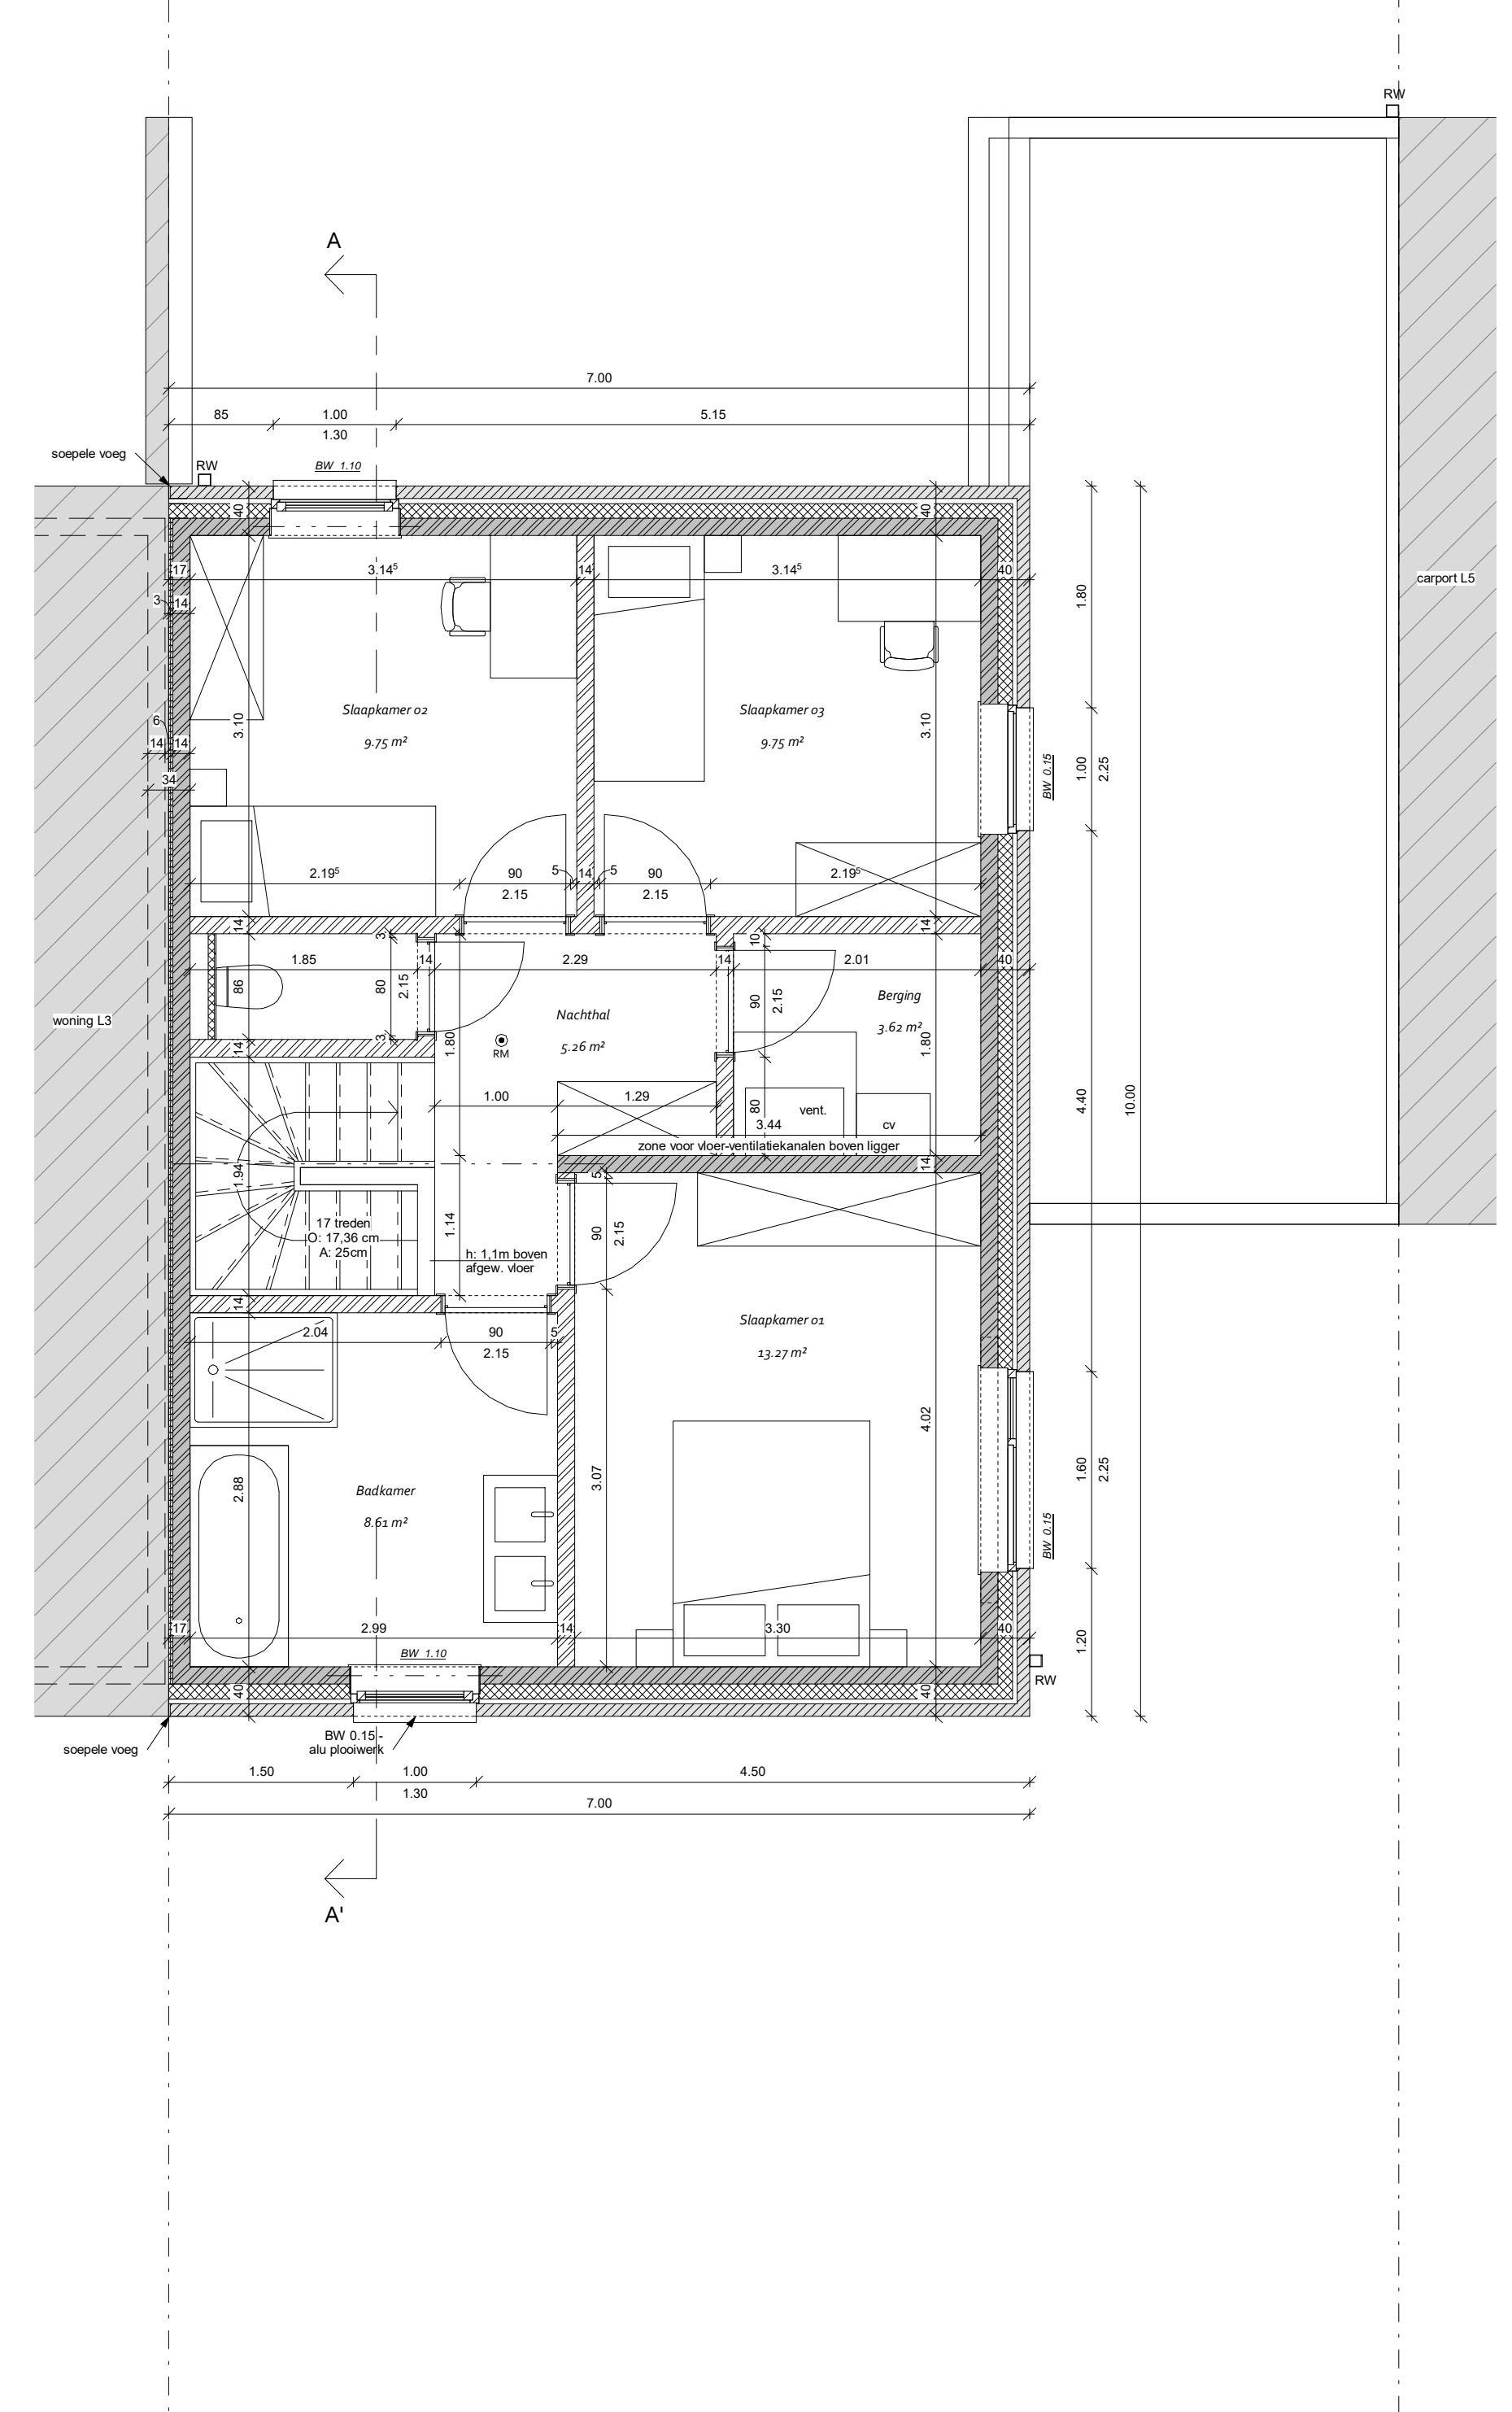 RW
A
7.00
85
1.00
5.15
1.30
soepele voeg
RW
BW 1.10
40
40
17
3.14⁵
14
3.14⁵
40
carport L5
1.80
3
14
Slaapkamer 02
9.75 m²
Slaapkamer 03
9.75 m²
3.10
3.10
6
14
14
34
BW 0.15
1.00
2.25
2.19⁵
90
5
14
5
90
2.19⁵
2.15
2.15
14
14
3
10
1.85
14
2.29
14
2.01
40
86
80
2.15
90
2.15
Berging
3.62 m²
woning L3
Nachthal
5.26 m²
RM
3
14
1.80
1.80
1.00
1.29
80
vent.
cv
3.44
zone voor vloer-ventilatiekanalen boven ligger
4.40
10.00
14
5
1.94
17 treden
O: 17,36 cm
A: 25cm
1.14
90
2.15
h: 1,1m boven
afgew. vloer
14
2.04
90
5
2.15
Slaapkamer 01
13.27 m²
4.02
2.88
3.07
Badkamer
8.61 m²
1.60
2.25
BW 0.15
17
2.99
14
3.30
40
1.20
BW 1.10
RW
40
40
soepele voeg
BW 0.15 -
alu plooiwerk
1.50
1.00
4.50
1.30
7.00
A'